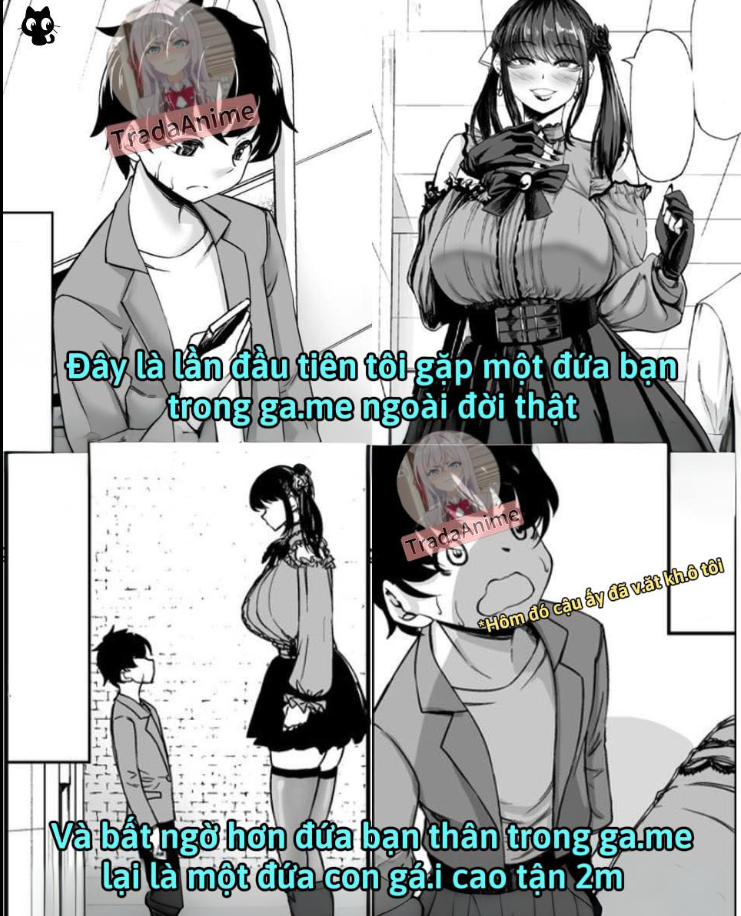 TradaAnime
Đây là lần đầu tiên tôi gặp một đứa bạn
trong ga.me ngoài đời thật
TradaAnime
*Hôm đó cậu ấy đã v.ăt kh.ô tôi
Và bất ngờ hơn đứa bạn thân trong ga.me
lại là một đứa con gá.i cao tận 2m